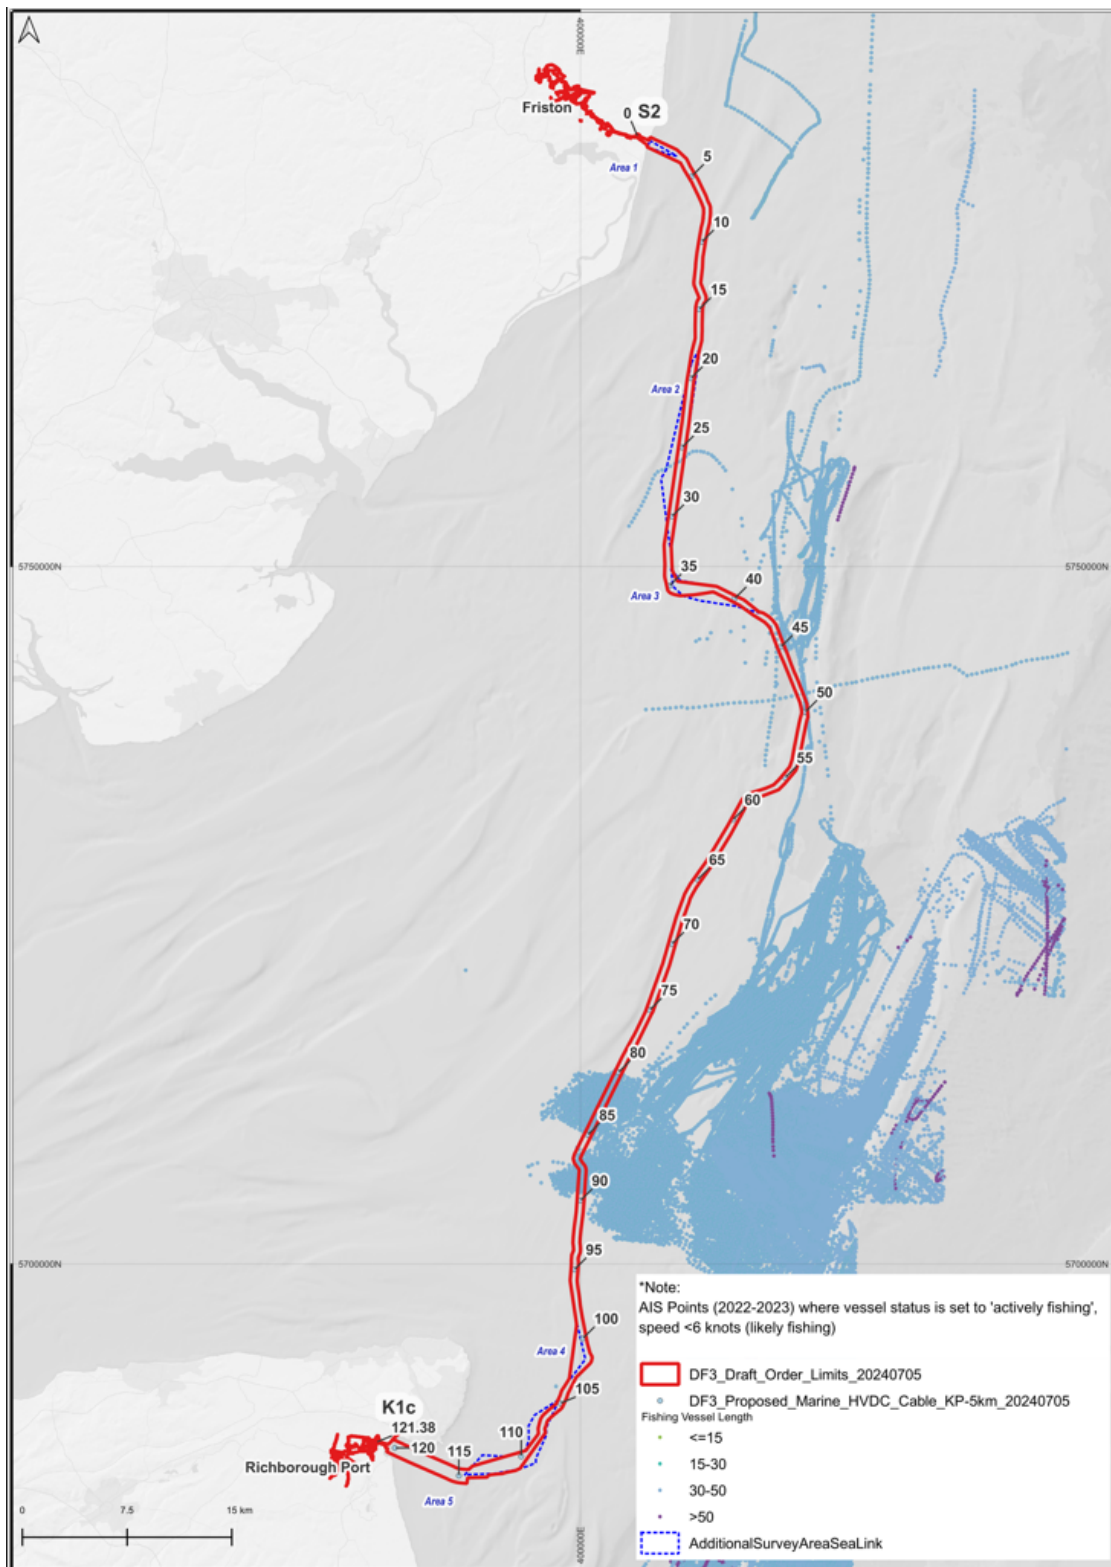 4000000E
Friston
0 S2
Area 1
5
10
15
20
Area 2
25
30
5750000N
5750000N
35
40
Area 3
45
50
55
60
65
70
75
80
85
90
95
5700000N
5700000N
100
Area 4
105
K1c
121.38
120
115
110
Richborough Port
Area 5
0
7.5
15 km
4000000E
*Note:
AIS Points (2022-2023) where vessel status is set to 'actively fishing',
speed <6 knots (likely fishing)
DF3_Draft_Order_Limits_20240705
DF3_Proposed_Marine_HVDC_Cable_KP-5km_20240705
Fishing Vessel Length
<=15
15-30
30-50
>50
AdditionalSurveyAreaSeaLink